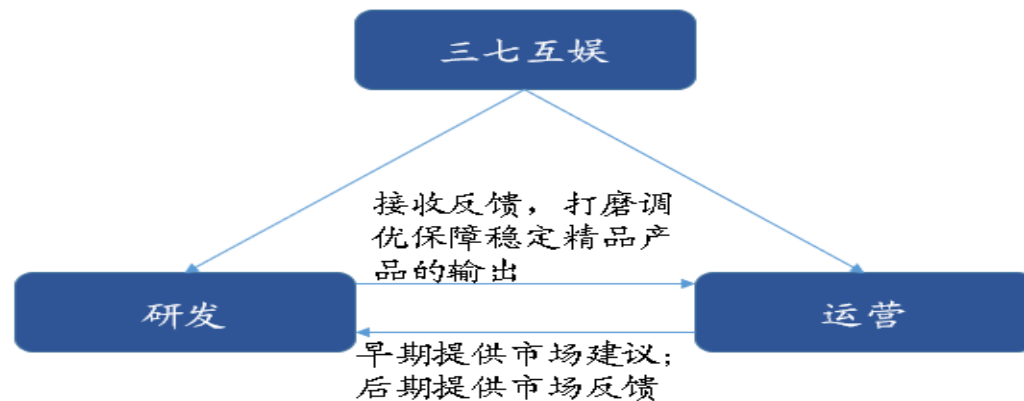 三七互娱
接收反馈，打磨调
优保障稳定精品产
品的输出
研发
运营
早期提供市场建议；
后期提供市场反馈